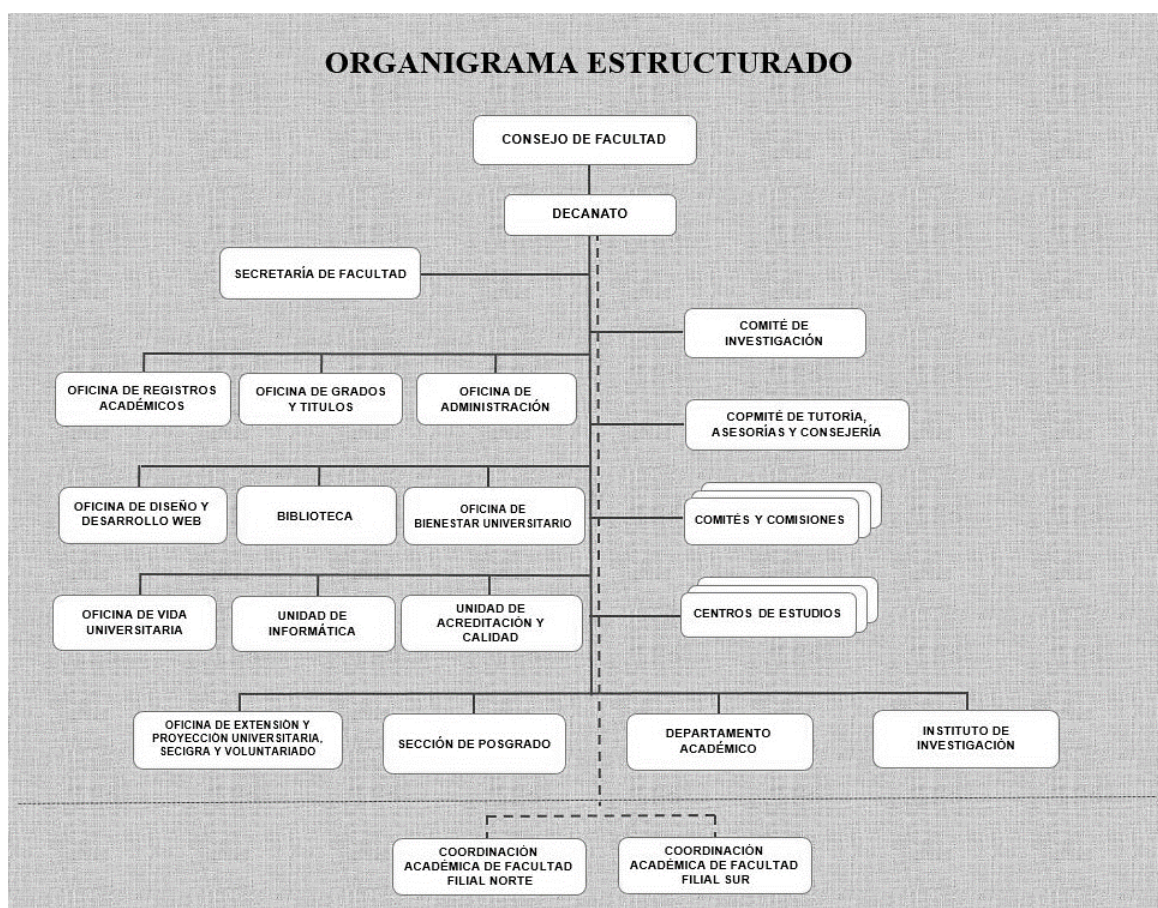 ORGANIGRAMA ESTRUCTURADO
CONSEJO DE FACULTAD
DECANATO
SECRETARÍA DE FACULTAD
COMITÉ DE
INVESTIGACIÓN
OFICINA DE REGISTROS
ACADÉMICOS
OFICINA DE GRADOS
Y TITULOS
OFICINA DE
ADMINISTRACIÓN
COPMITÉ DE TUTORÌA,
ASESORÍAS Y CONSEJERÍA
OFICINA DE DISEÑO Y
DESARROLLO WEB
BIBLIOTECA
OFICINA DE
BIENESTAR UNIVERSITARIO
COMITÉS Y COMISIONES
OFICINA DE VIDA
UNIVERSITARIA
UNIDAD DE
INFORMÁTICA
UNIDAD DE
ACREDITACIÓN Y
CALIDAD
CENTROS DE ESTUDIOS
OFICINA DE EXTENSIÓN Y
PROYECCIÓN UNIVERSITARIA,
SECIGRA Y VOLUNTARIADO
SECCIÓN DE POSGRADO
DEPARTAMENTO
ACADÉMICO
INSTITUTO DE
INVESTIGACIÓN
COORDINACIÓN
ACADÉMICA DE FACULTAD
FILIAL NORTE
COORDINACIÓN
ACADÉMICA DE FACULTAD
FILIAL SUR